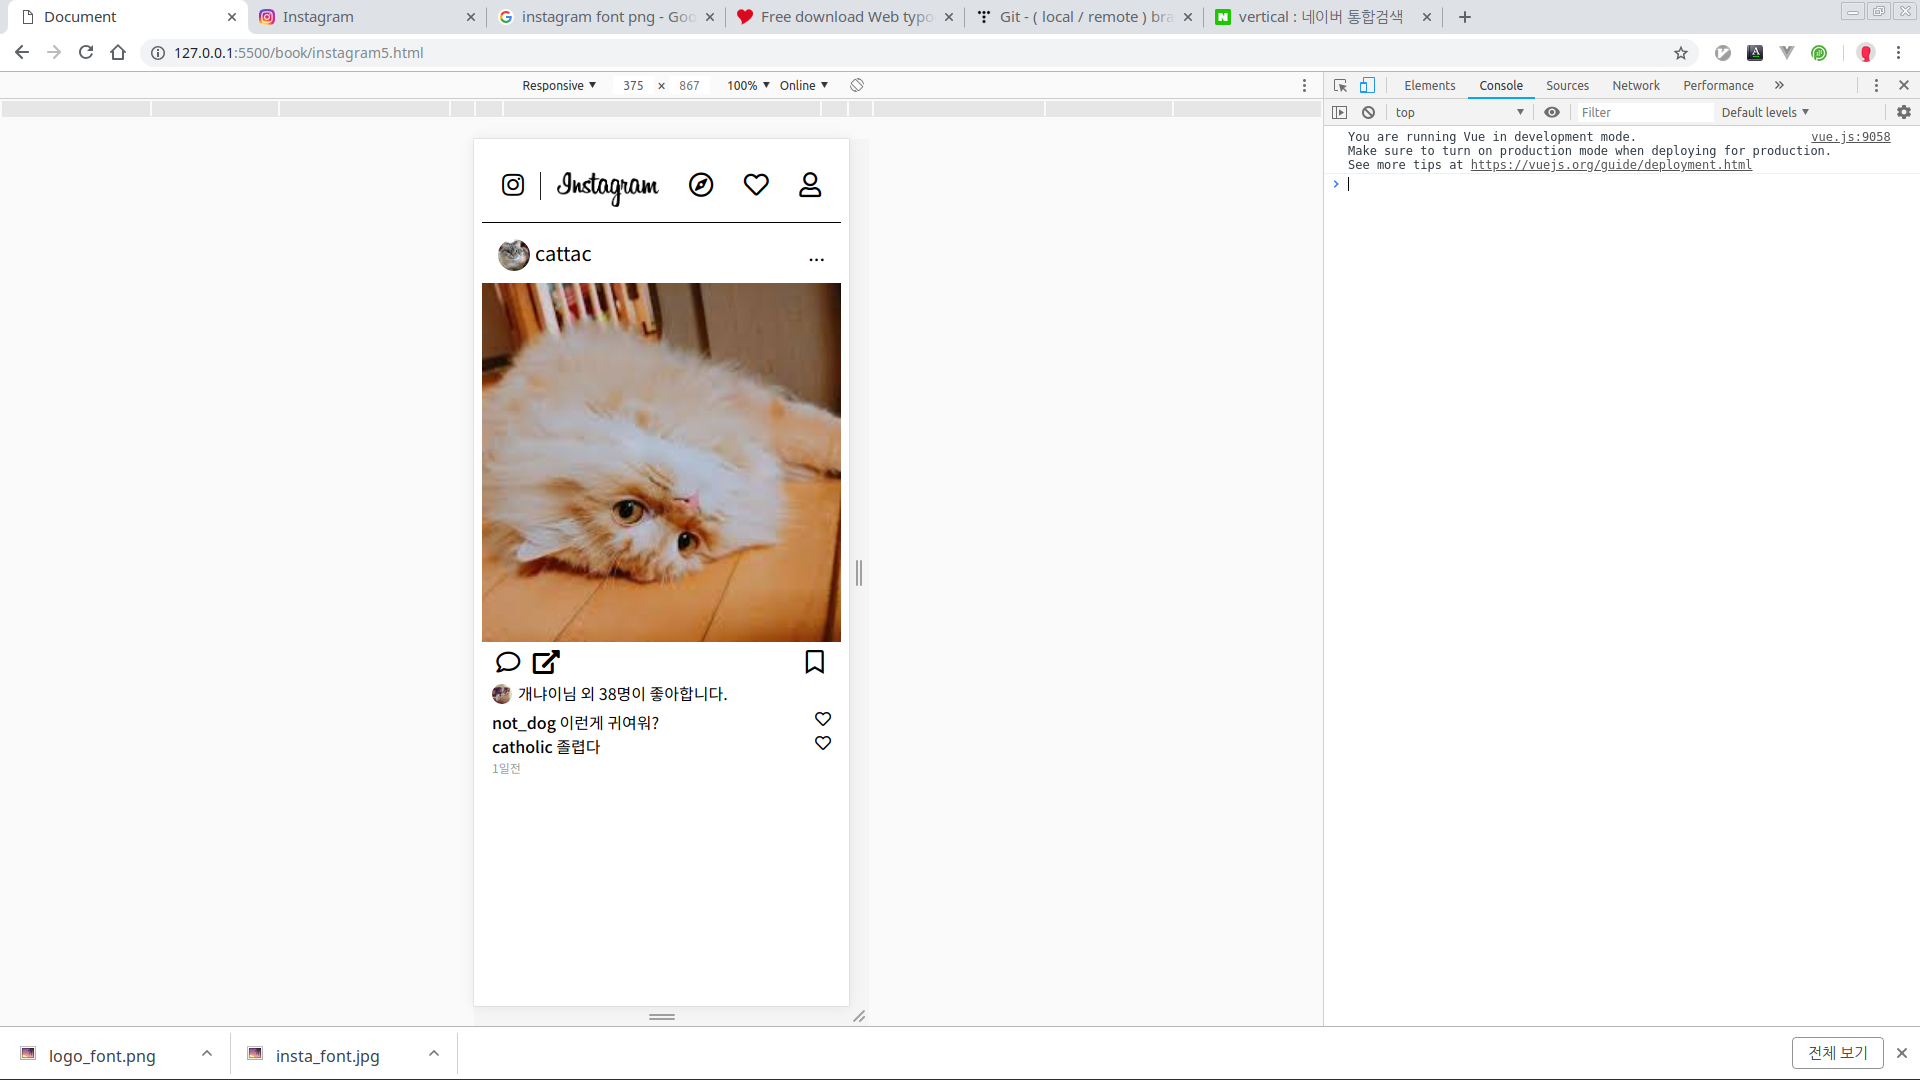 Document
Instagram
instagram font png - Goo
Free download Web typo
Git - ( local / remote ) bra
vertical : 네이버 통합검색
127.0.0.1:5500/book/instagram5.html
Responsive
375 × 867
100%
Online
Elements
Console
Sources
Network
Performance
top
Filter
Default levels
You are running Vue in development mode.
vue.js:9058
Make sure to turn on production mode when deploying for production.
See more tips at https://vuejs.org/guide/deployment.html
Instagram
cattac
...
개냐이님 외 38명이 좋아합니다.
not_dog 이런게 귀여워?
catholic 졸렵다
1일전
logo_font.png
insta_font.jpg
전체 보기